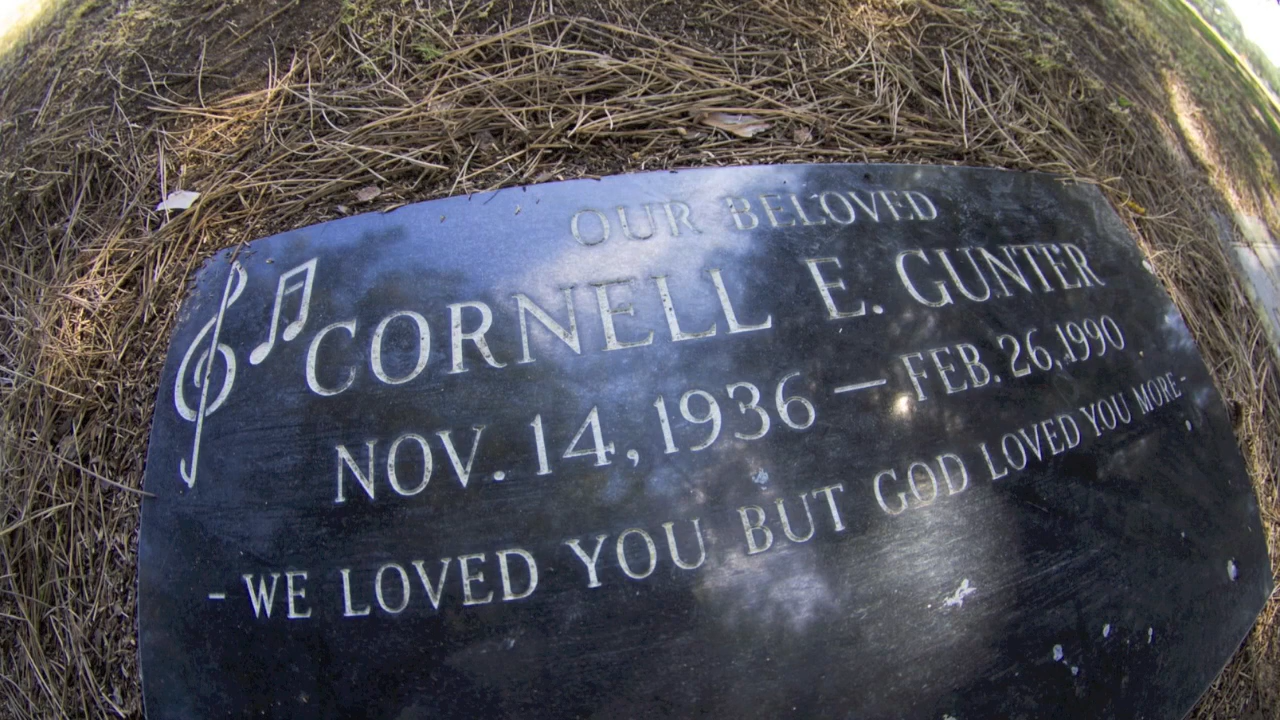 OUR BELOVED
CORNELL E. GUNTER
NOV. 14, 1936 — FEB. 26, 1990
- WE LOVED YOU BUT GOD LOVED YOU MORE -